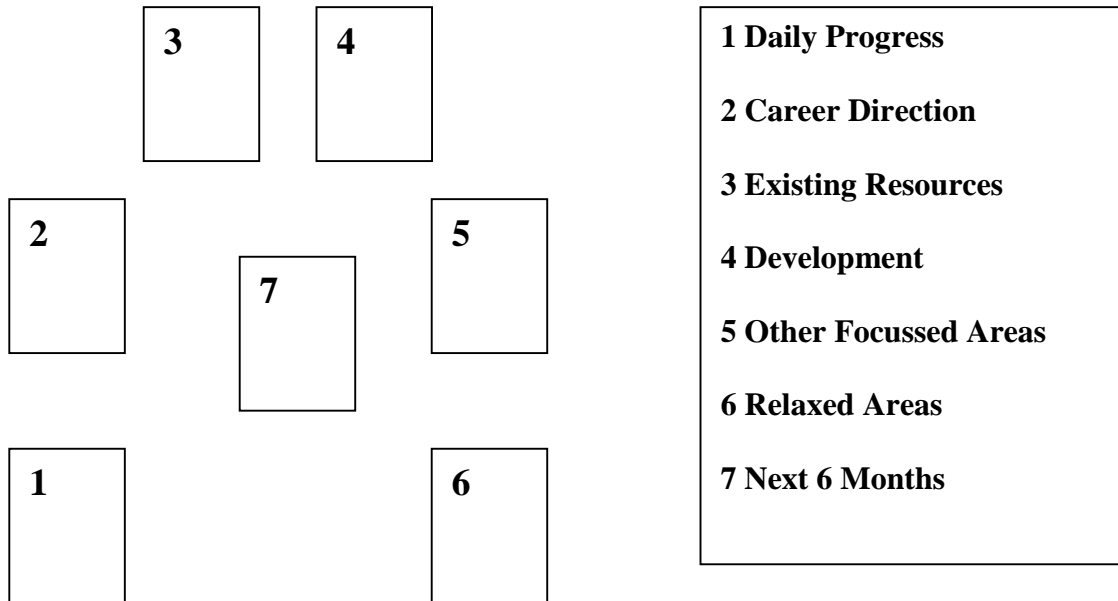 3 4
2 5
7
1 6
1 Daily Progress
2 Career Direction
3 Existing Resources
4 Development
5 Other Focussed Areas
6 Relaxed Areas
7 Next 6 Months